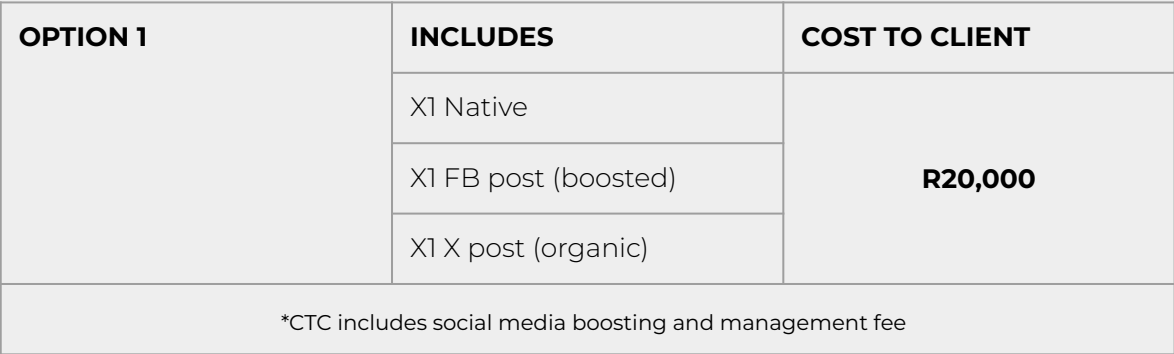 OPTION 1
INCLUDES
COST TO CLIENT
X1 Native
X1 FB post (boosted)
R20,000
X1 X post (organic)
*CTC includes social media boosting and management fee